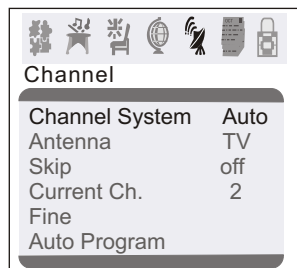 Channel
Channel System Auto
Antenna TV
Skip off
Current Ch. 2
Fine
Auto Program